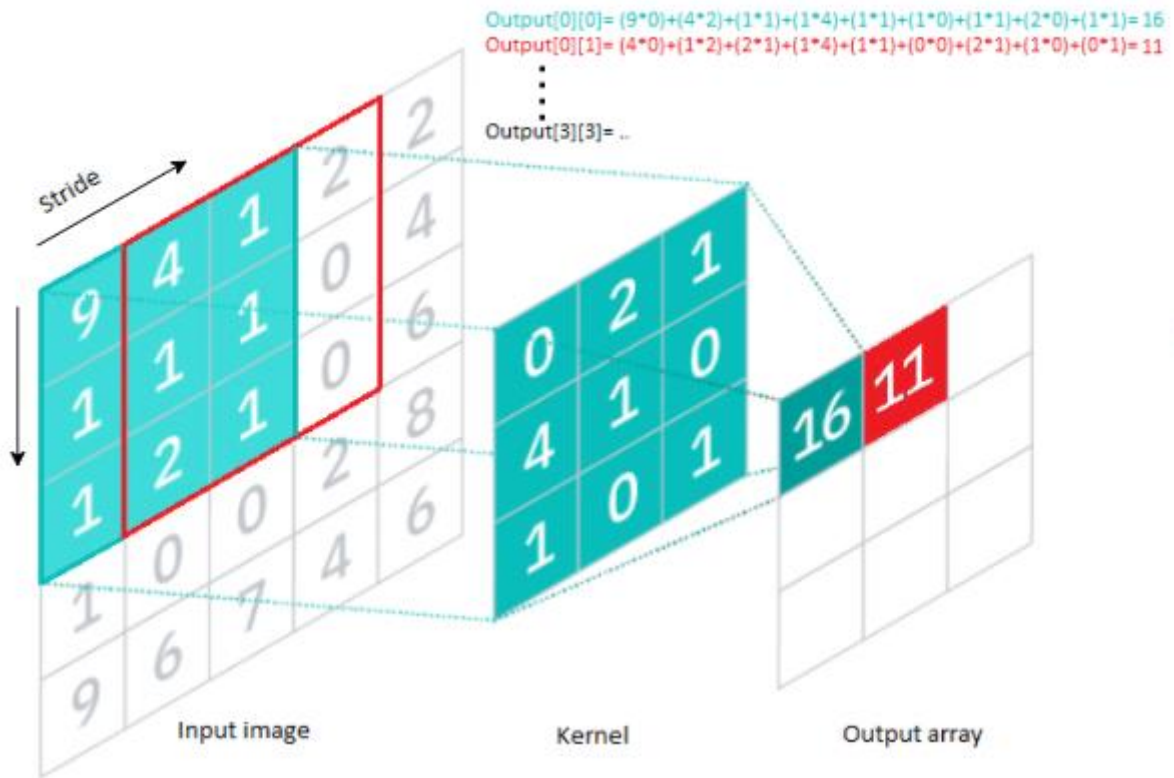 Output[0][0]= (9*0)+(4*2)+(1*1)+(1*4)+(1*1)+(1*0)+(1*1)+(2*0)+(1*1)= 16
Output[0][1]= (4*0)+(1*2)+(2*1)+(1*4)+(1*1)+(0*0)+(2*1)+(1*0)+(0*1)= 11
Output[3][3]= ..
Stride
9 4 1 2 2
1 1 1 0 4
1 2 1 0 6
1 0 0 2 8
9 6 7 4 6
0 2 1
4 1 0
1 0 1
16 11
Input image
Kernel
Output array